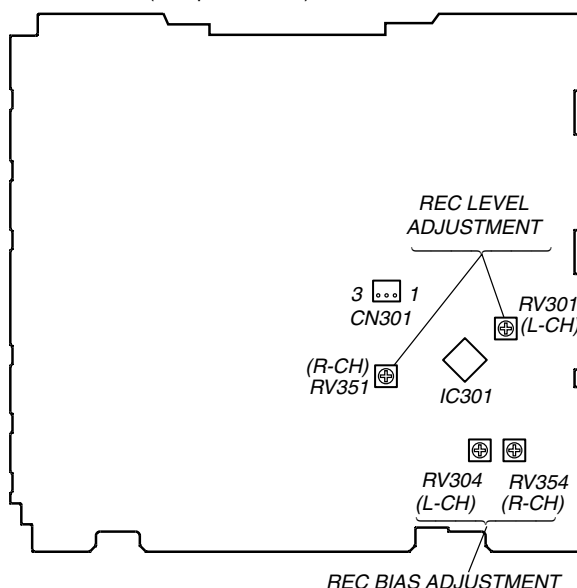 REC LEVEL
ADJUSTMENT
3 1
CN301
RV301
(L-CH)
(R-CH)
RV351
IC301
RV304
(L-CH)
RV354
(R-CH)
REC BIAS ADJUSTMENT